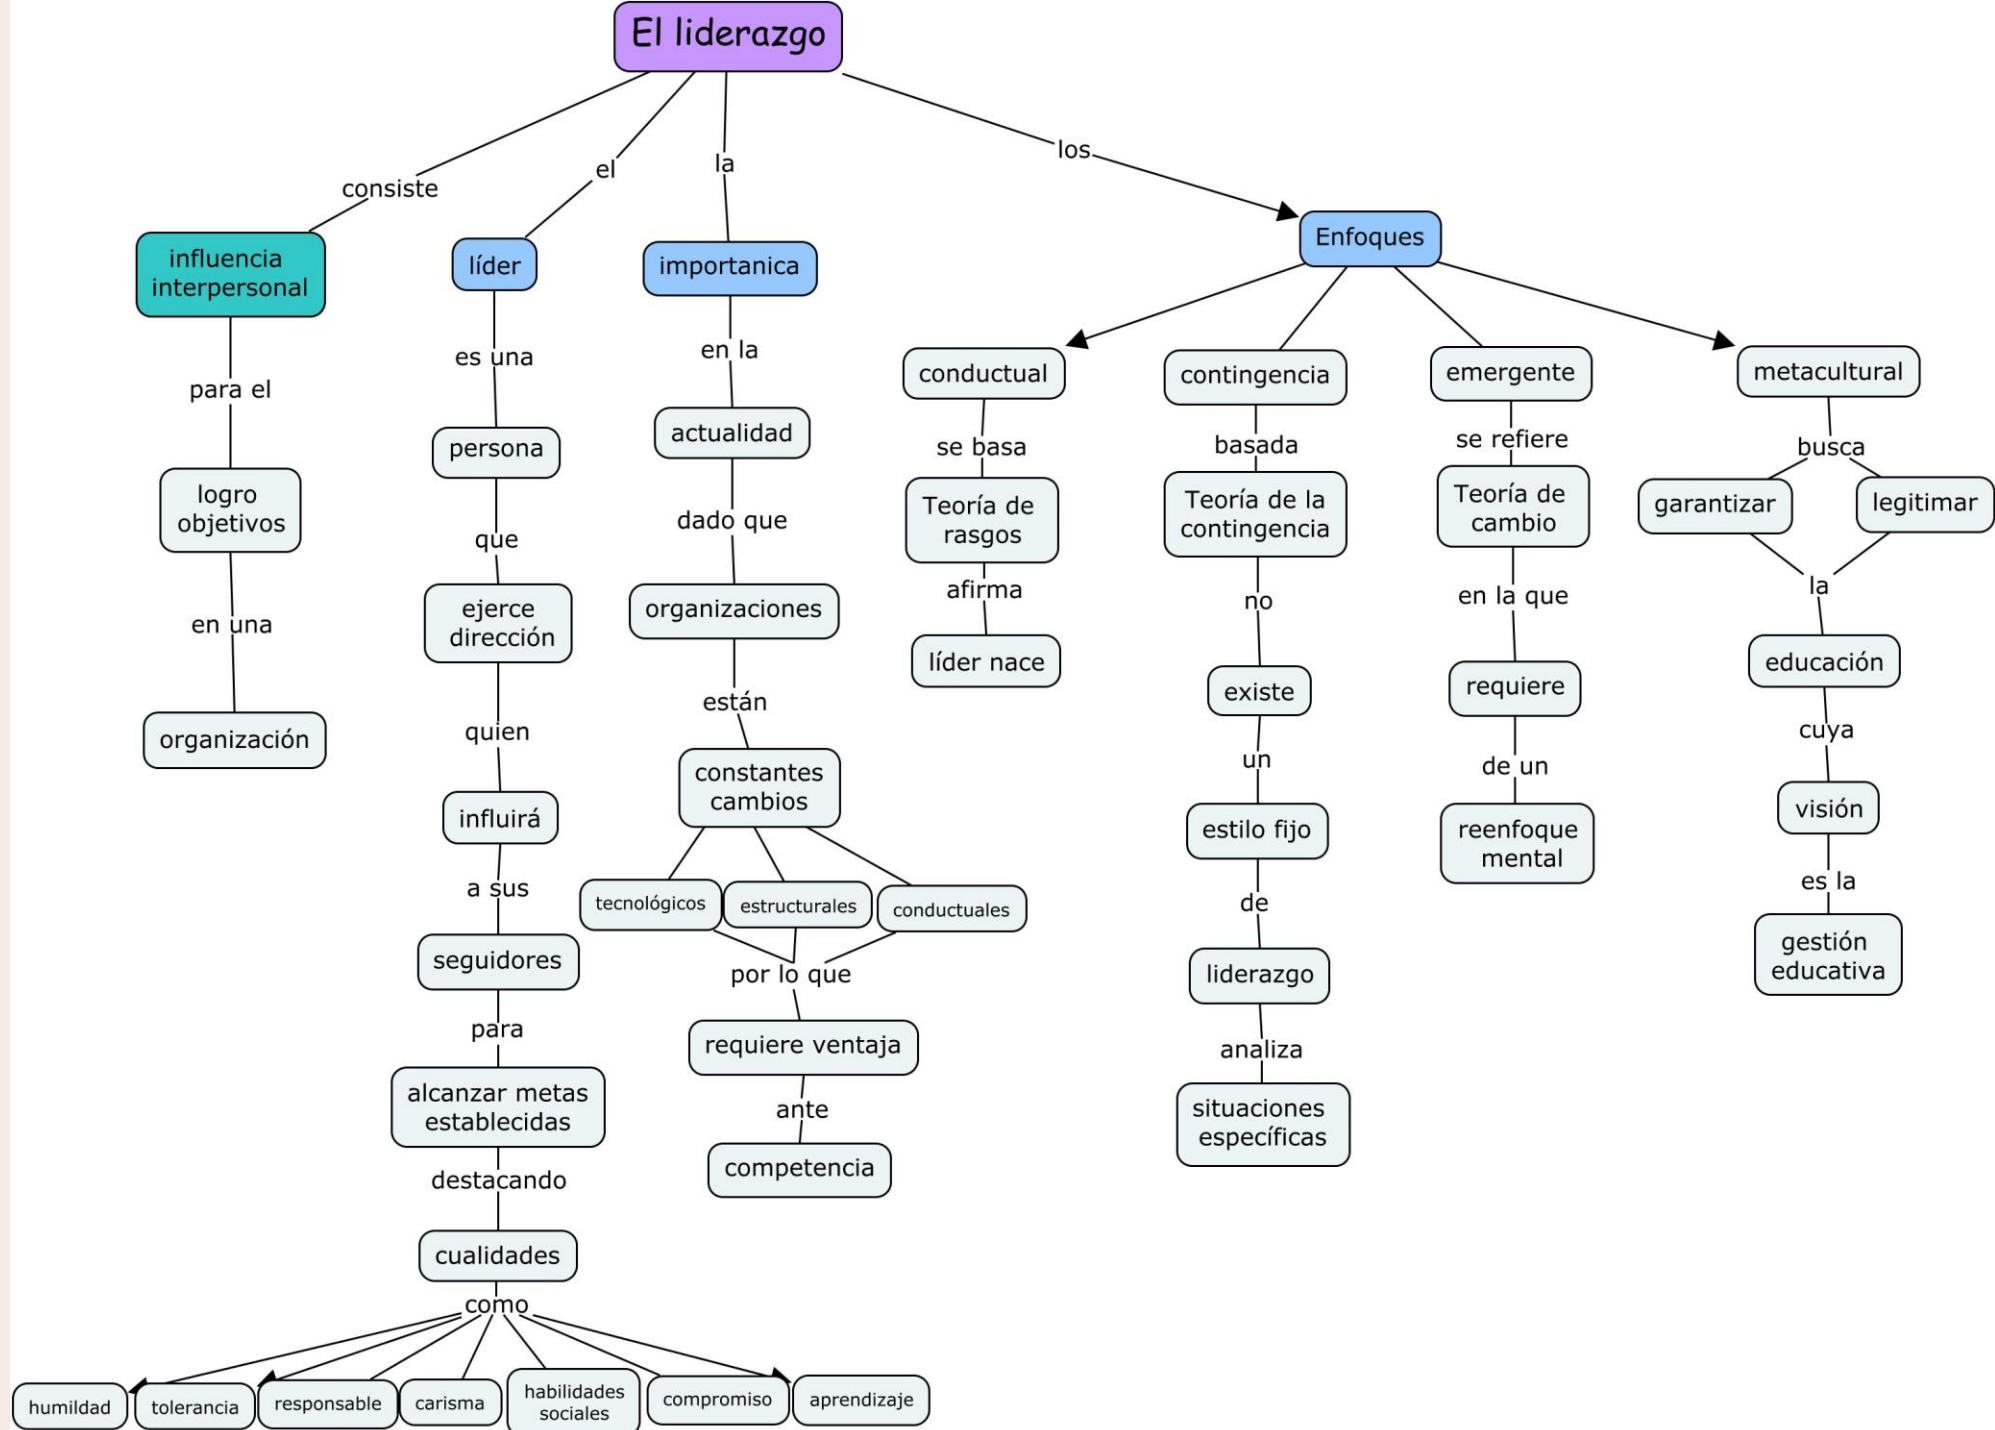 El liderazgo
consiste
el
la
los
influencia
interpersonal
para el
logro
objetivos
en una
organización
líder
es una
persona
que
ejerce
dirección
quien
influirá
a sus
seguidores
para
alcanzar metas
establecidas
destacando
cualidades
como
humildad
tolerancia
responsable
carisma
habilidades
sociales
compromiso
aprendizaje
importanica
en la
actualidad
dado que
organizaciones
están
constantes
cambios
tecnológicos
estructurales
conductuales
por lo que
requiere ventaja
ante
competencia
Enfoques
conductual
se basa
Teoría de
rasgos
afirma
líder nace
contingencia
basada
Teoría de la
contingencia
no
existe
un
estilo fijo
de
liderazgo
analiza
situaciones
específicas
emergente
se refiere
Teoría de
cambio
en la que
requiere
de un
reenfoque
mental
metacultural
busca
garantizar
legitimar
la
educación
cuya
visión
es la
gestión
educativa